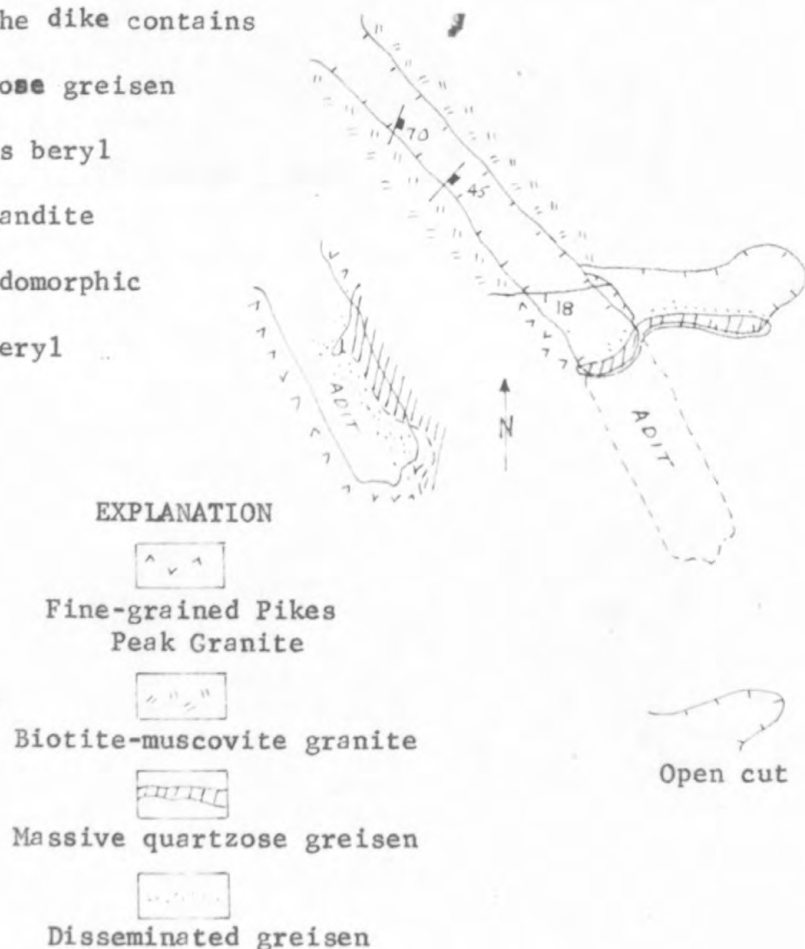 he dike contains
ose greisen
s beryl
andite
domorphic
eryl
70
45
18
ADIT
ADIT
N
EXPLANATION
Fine-grained Pikes
Peak Granite
Biotite-muscovite granite
Open cut
Massive quartzose greisen
Disseminated greisen